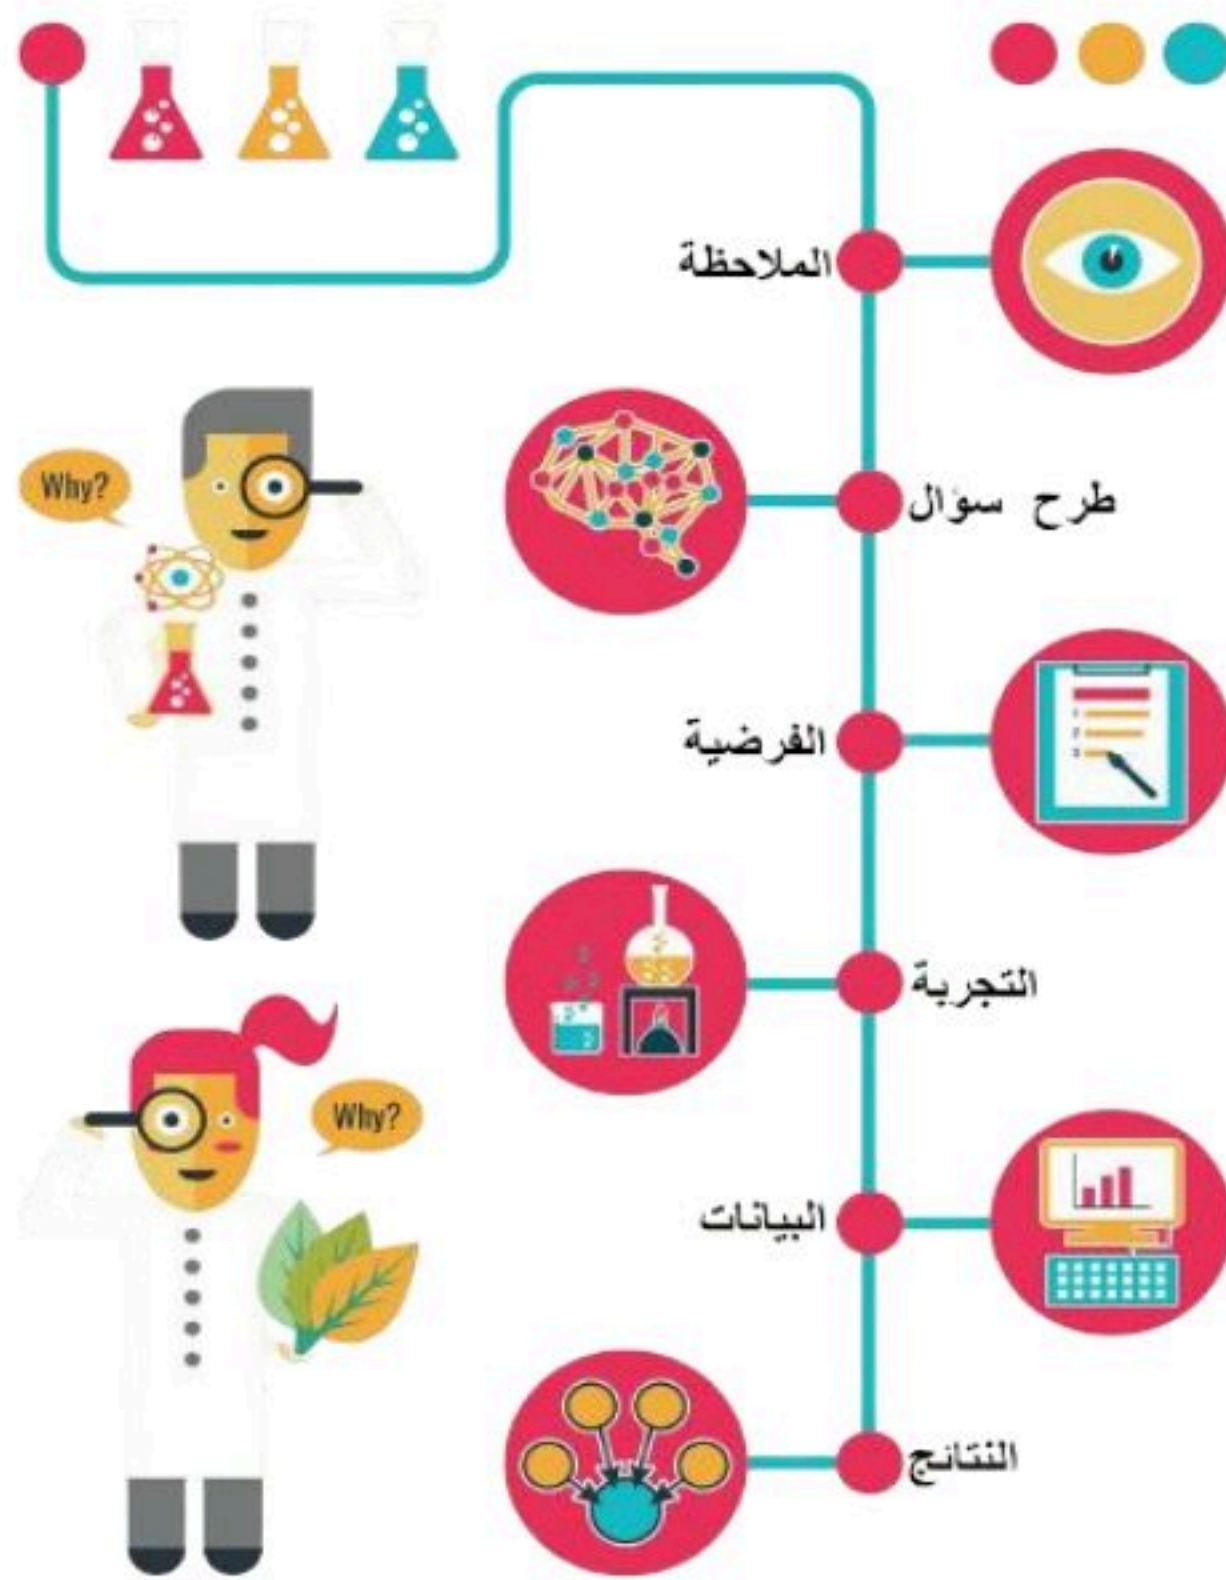 الملاحظة
Why?
طرح سؤال
الفرضية
التجربة
Why?
البيانات
النتائج